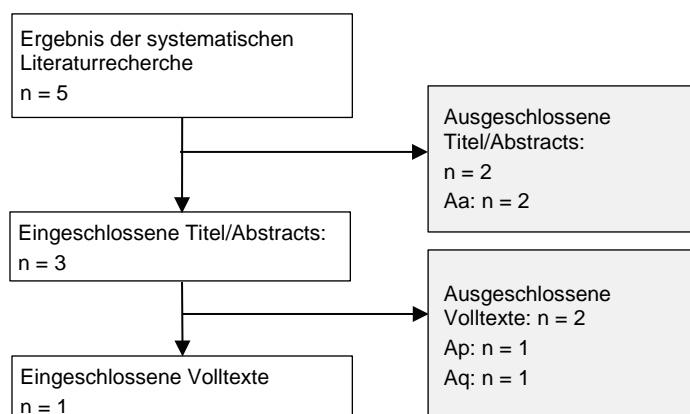 Ergebnis der systematischen
Literaturrecherche
n = 5
Ausgeschlossene
Titel/Abstracts:
n = 2
Aa: n = 2
Eingeschlossene Titel/Abstracts:
n = 3
Ausgeschlossene
Volltexte: n = 2
Ap: n = 1
Aq: n = 1
Eingeschlossene Volltexte
n = 1